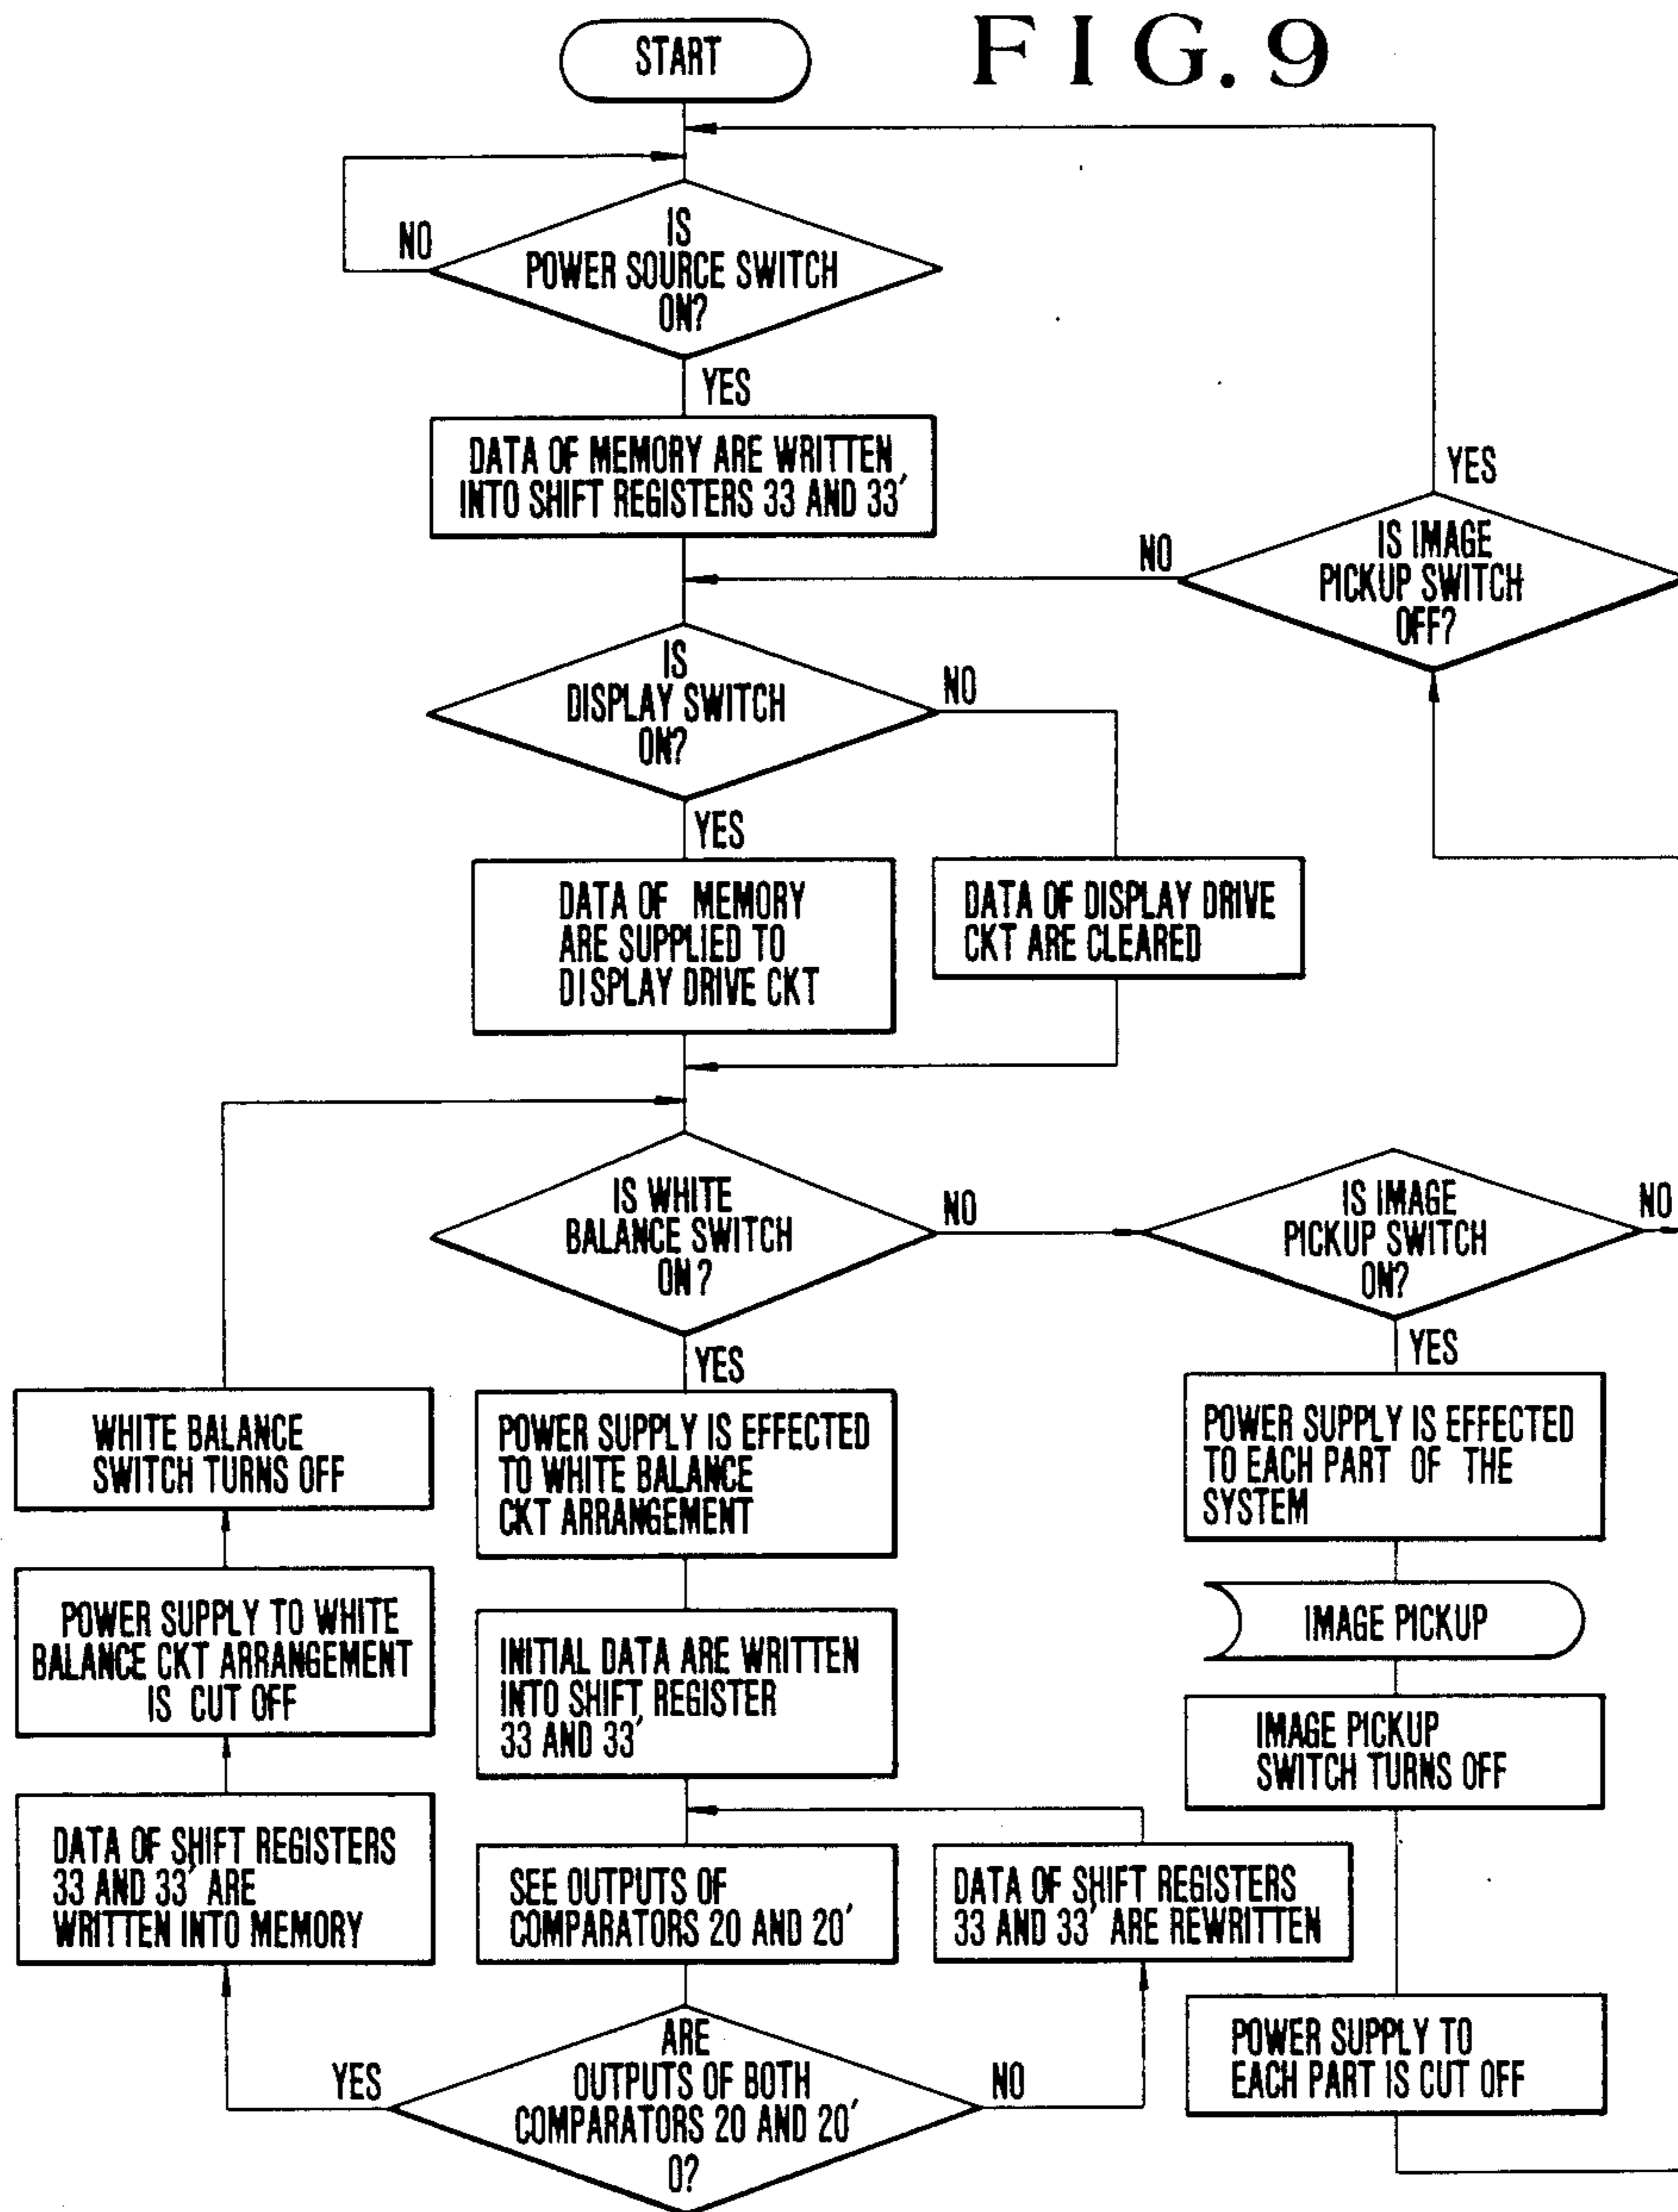 START
FIG. 9
IS
POWER SOURCE SWITCH
ON?
NO
YES
DATA OF MEMORY ARE WRITTEN
INTO SHIFT REGISTERS 33 AND 33'
YES
IS IMAGE
PICKUP SWITCH
OFF?
NO
IS
DISPLAY SWITCH
ON?
NO
YES
DATA OF MEMORY
ARE SUPPLIED TO
DISPLAY DRIVE CKT
DATA OF DISPLAY DRIVE
CKT ARE CLEARED
IS WHITE
BALANCE SWITCH
ON?
NO
IS IMAGE
PICKUP SWITCH
ON?
NO
YES
YES
WHITE BALANCE
SWITCH TURNS OFF
POWER SUPPLY IS EFFECTED
TO WHITE BALANCE
CKT ARRANGEMENT
POWER SUPPLY IS EFFECTED
TO EACH PART OF THE
SYSTEM
POWER SUPPLY TO WHITE
BALANCE CKT ARRANGEMENT
IS CUT OFF
INITIAL DATA ARE WRITTEN
INTO SHIFT REGISTER
33 AND 33'
IMAGE PICKUP
IMAGE PICKUP
SWITCH TURNS OFF
DATA OF SHIFT REGISTERS
33 AND 33' ARE
WRITTEN INTO MEMORY
SEE OUTPUTS OF
COMPARATORS 20 AND 20'
DATA OF SHIFT REGISTERS
33 AND 33' ARE REWRITTEN
YES
ARE
OUTPUTS OF BOTH
COMPARATORS 20 AND 20'
0?
NO
POWER SUPPLY TO
EACH PART IS CUT OFF